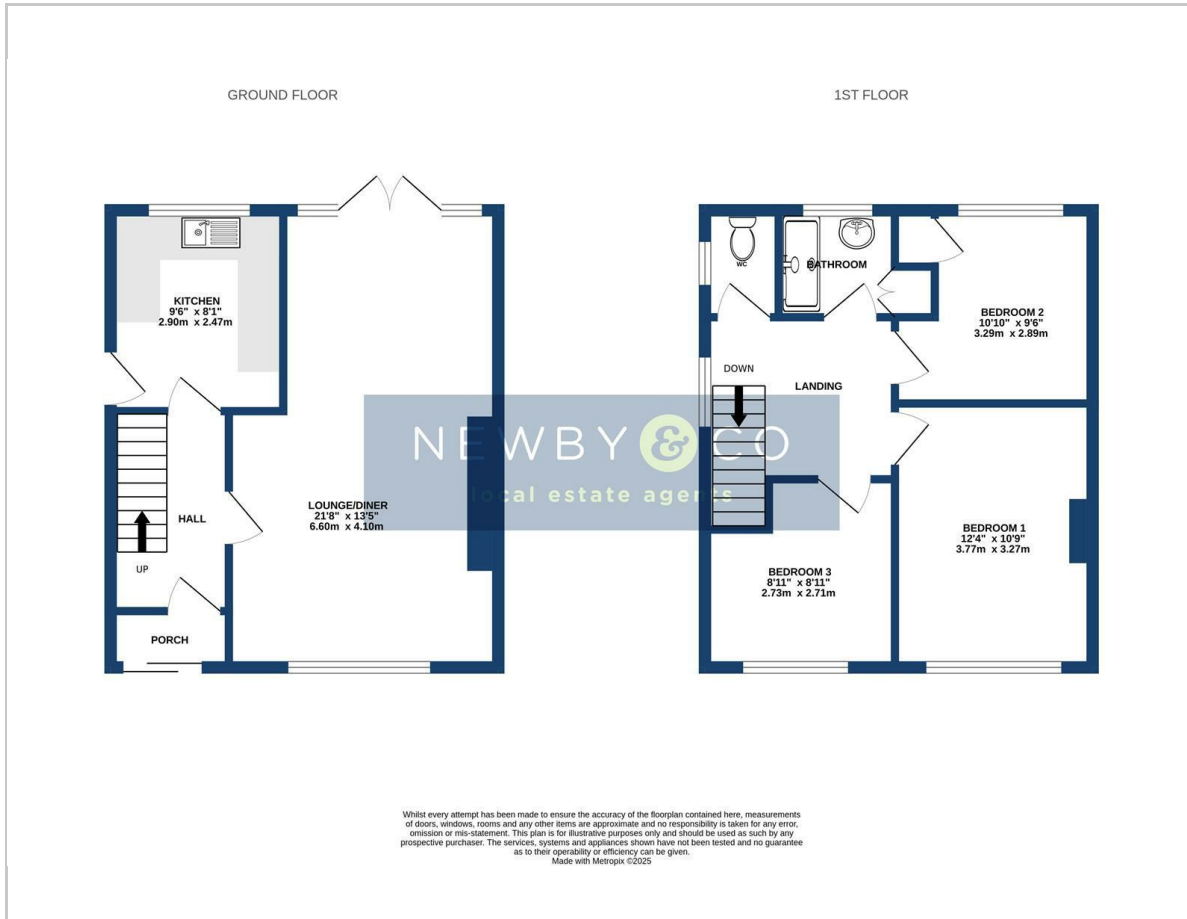 GROUND FLOOR
1ST FLOOR
KITCHEN
9'6" x 8'1"
2.90m x 2.47m
WC
BATHROOM
BEDROOM 2
10'10" x 9'6"
3.29m x 2.89m
DOWN
LANDING
NEWBY & CO
local estate agents
LOUNGE/DINER
21'8" x 13'5"
6.60m x 4.10m
HALL
UP
BEDROOM 1
12'4" x 10'9"
3.77m x 3.27m
BEDROOM 3
8'11" x 8'11"
2.73m x 2.71m
PORCH
Whilst every attempt has been made to ensure the accuracy of the floorplan contained here, measurements
of doors, windows, rooms and any other items are approximate and no responsibility is taken for any error,
omission or mis-statement. This plan is for illustrative purposes only and should be used as such by any
prospective purchaser. The services, systems and appliances shown have not been tested and no guarantee
as to their operability or efficiency can be given.
Made with Metropix ©2025